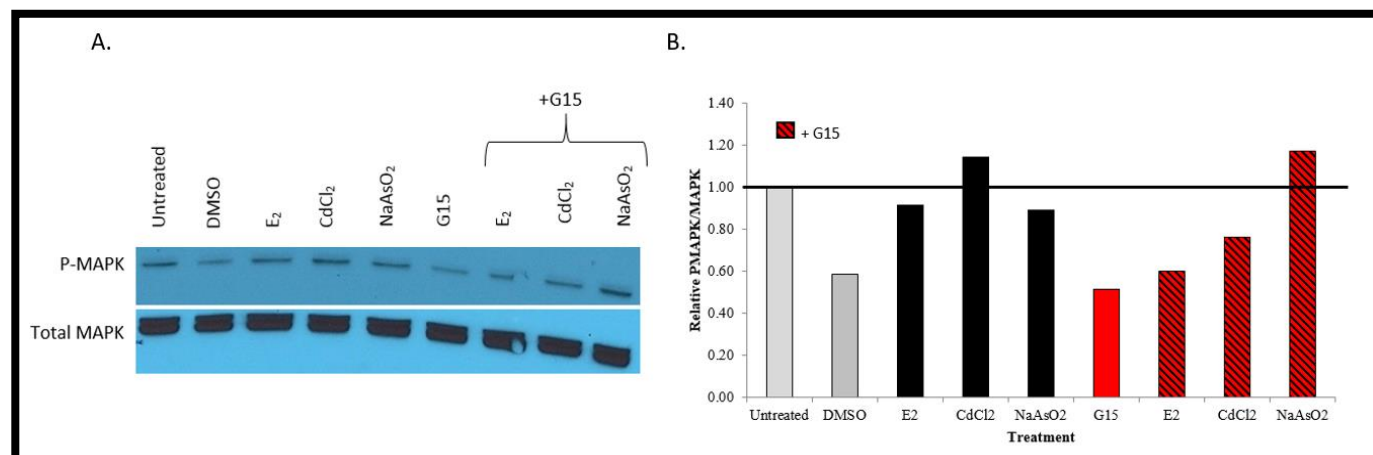 A.
+G15
Untreated
DMSO
E₂
CdCl₂
NaAsO₂
G15
E₂
CdCl₂
NaAsO₂
P-MAPK
Total MAPK
B.
1.40
1.20
1.00
0.80
0.60
0.40
0.20
0.00
Relative PMAPK/MAPK
+ G15
Untreated DMSO E2 CdCl2 NaAsO2 G15 E2 CdCl2 NaAsO2
Treatment